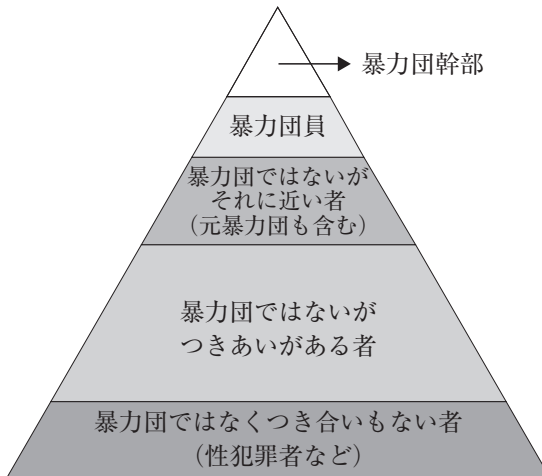 暴力団幹部
暴力団員
暴力団ではないが
それに近い者
（元暴力団も含む）
暴力団ではないが
つきあいがある者
暴力団ではなくつき合いもない者
（性犯罪者など）